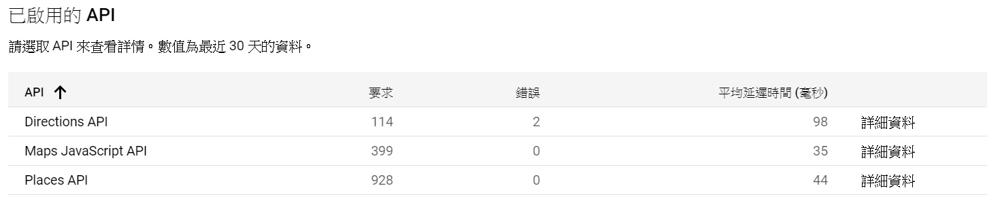 已啟用的 API
請選取 API 來查看詳情。數值為最近 30 天的資料。
API 要求 錯誤 平均延遲時間 (毫秒)
Directions API 114 2 98 詳細資料
Maps JavaScript API 399 0 35 詳細資料
Places API 928 0 44 詳細資料